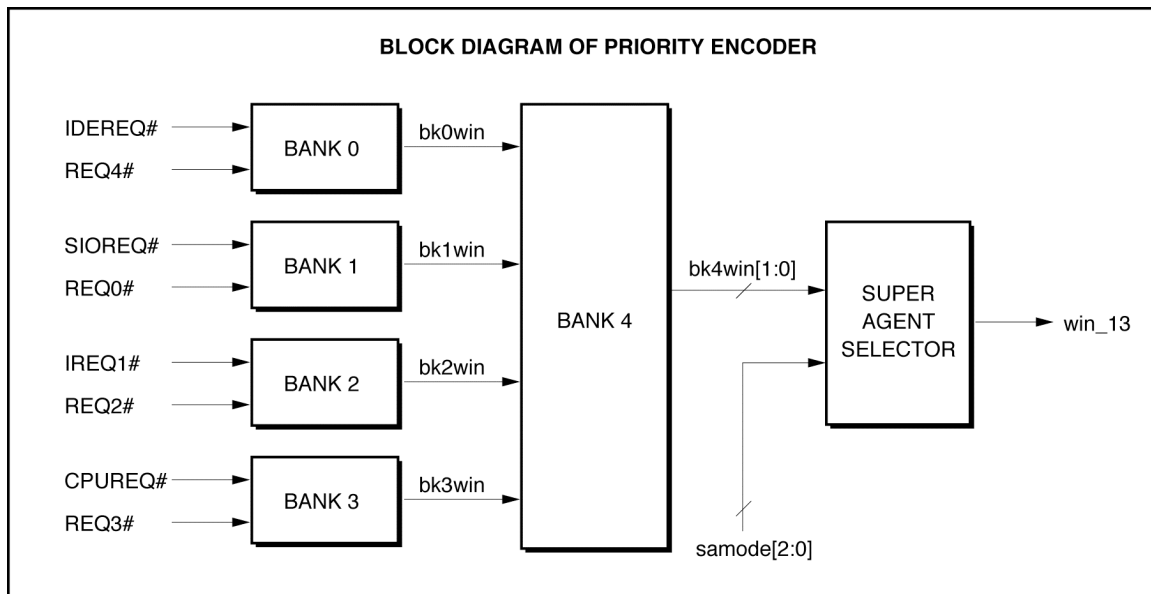 BLOCK DIAGRAM OF PRIORITY ENCODER
IDEREQ#
REQ4#
BANK 0
bk0win
SIOREQ#
REQ0#
BANK 1
bk1win
IREQ1#
REQ2#
BANK 2
bk2win
CPUREQ#
REQ3#
BANK 3
bk3win
BANK 4
bk4win[1:0]
samode[2:0]
SUPER
AGENT
SELECTOR
win_13